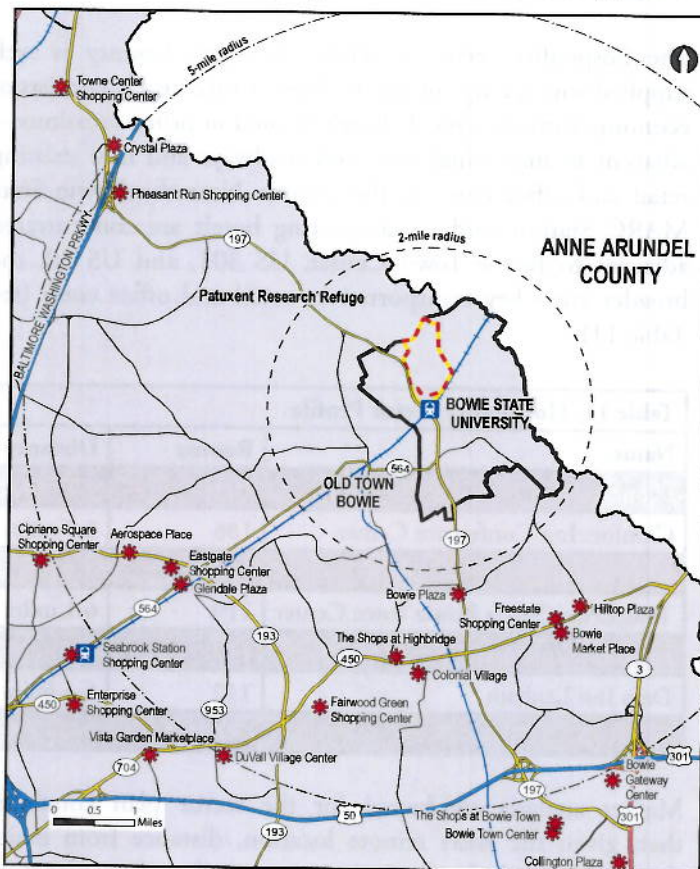 5-mile radius
Towne Center
Shopping Center
Crystal Plaza
Pheasant Run Shopping Center
197
2-mile radius
ANNE ARUNDEL
COUNTY
BALTIMORE WASHINGTON PRKWY
Patuxent Research Refuge
BOWIE STATE
UNIVERSITY
564
OLD TOWN
BOWIE
Cipriano Square
Shopping Center
Aerospace Place
Eastgate
Shopping Center
Glendale Plaza
197
Bowie Plaza
Freestate
Shopping Center
Hilltop Plaza
Bowie
Market Place
564
193
The Shops at Highbridge
450
Colonial Village
3
Seabrook Station
Shopping Center
450
Enterprise
Shopping Center
953
Fairwood Green
Shopping Center
Vista Garden Marketplace
704
DuVall Village Center
301
Bowie
Gateway
Center
197
0 0.5 1
Miles
50
193
The Shops at Bowie Town
Bowie Town Center
301
Collington Plaza